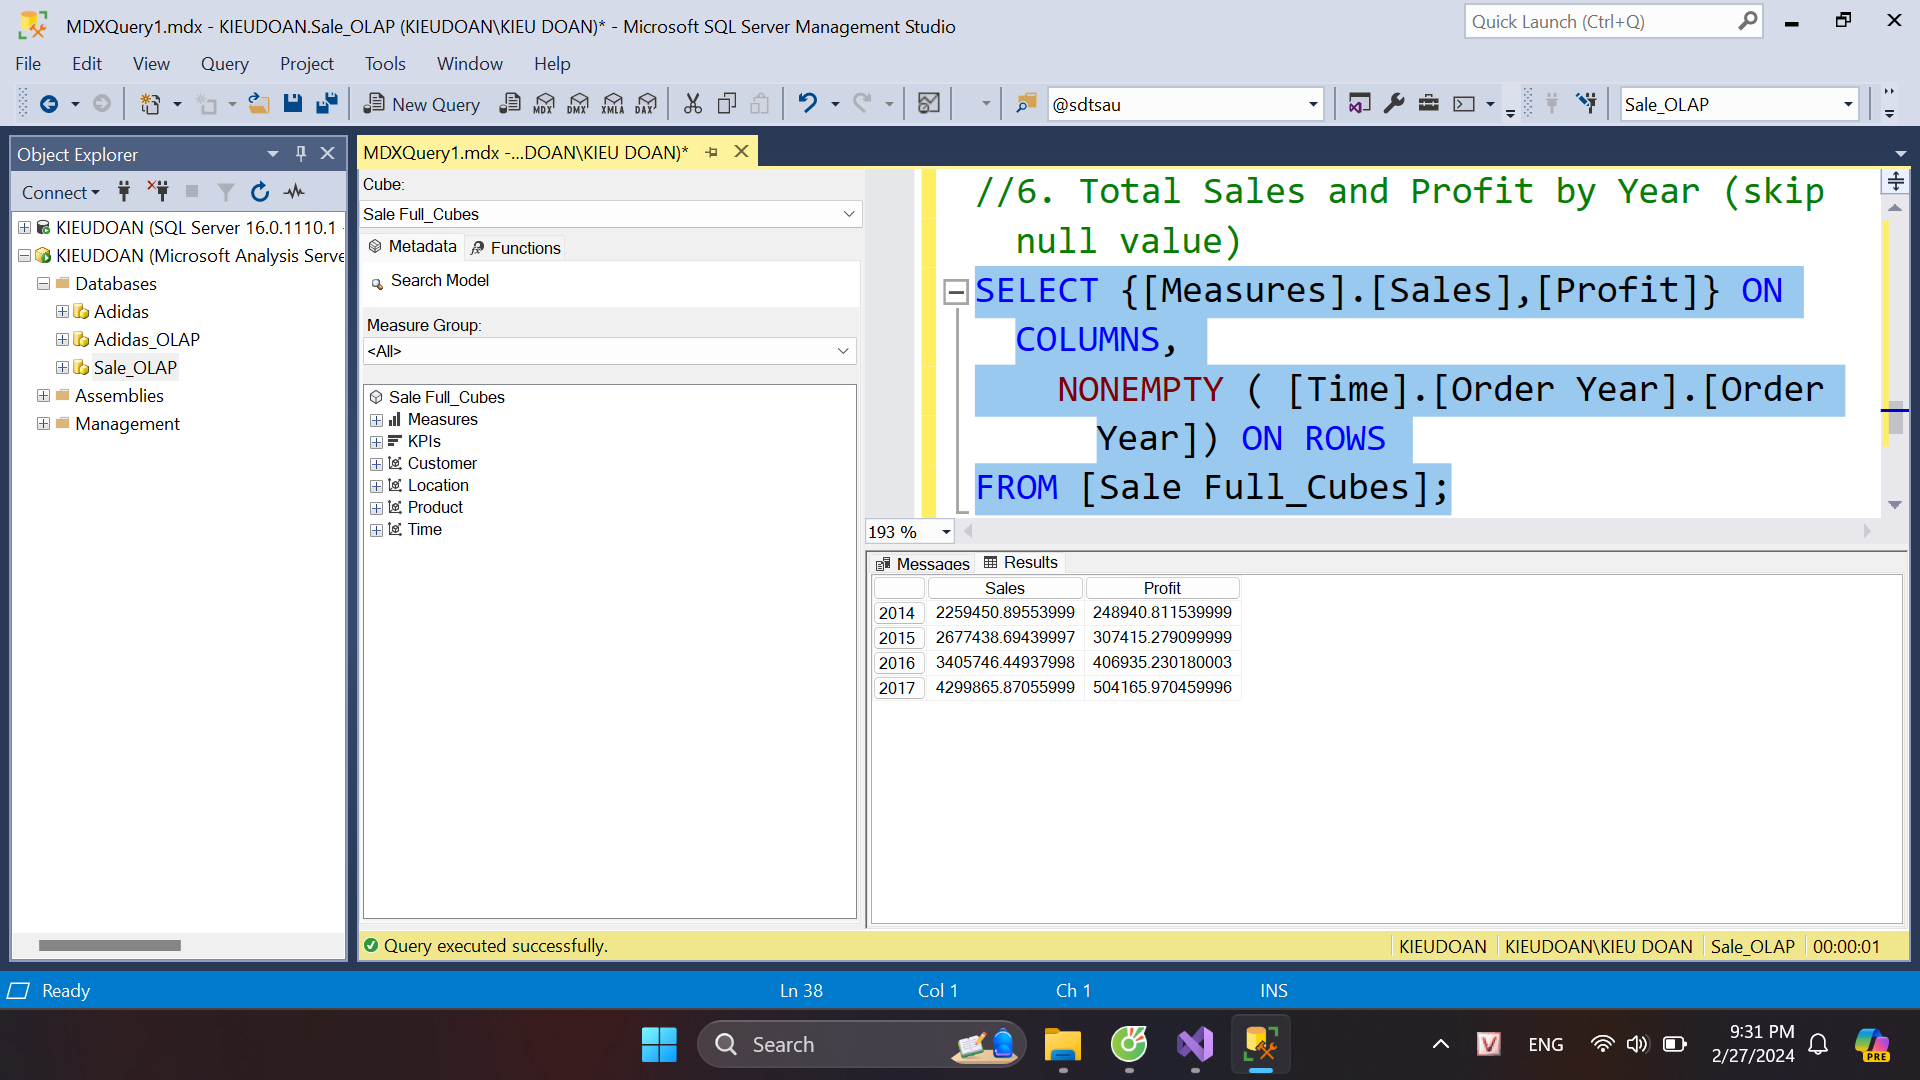 MDXQuery1.mdx - KIEUDOAN.Sale_OLAP (KIEUDOAN\KIEU DOAN)* - Microsoft SQL Server Management Studio
Quick Launch (Ctrl+Q)
File Edit View Query Project Tools Window Help
New Query MDX DMX XMLA DAX @sdtsau Sale_OLAP
Object Explorer
Connect
KIEUDOAN (SQL Server 16.0.1110.1 -
KIEUDOAN (Microsoft Analysis Serve
Databases
Adidas
Adidas_OLAP
Sale_OLAP
Assemblies
Management
MDXQuery1.mdx -...DOAN\KIEU DOAN)*
Cube:
Sale Full_Cubes
Metadata Functions
Search Model
Measure Group:
<All>
Sale Full_Cubes
Measures
KPIs
Customer
Location
Product
Time
//6. Total Sales and Profit by Year (skip
null value)
SELECT {[Measures].[Sales],[Profit]} ON
COLUMNS,
NONEMPTY ( [Time].[Order Year].[Order
Year]) ON ROWS
FROM [Sale Full_Cubes];
193 %
Messages Results
Sales Profit
2014 2259450.89553999 248940.811539999
2015 2677438.69439997 307415.279099999
2016 3405746.44937998 406935.230180003
2017 4299865.87055999 504165.970459996
Query executed successfully. KIEUDOAN KIEUDOAN\KIEU DOAN Sale_OLAP 00:00:01
Ready Ln 38 Col 1 Ch 1 INS
Search
V ENG
9:31 PM
2/27/2024
PRE